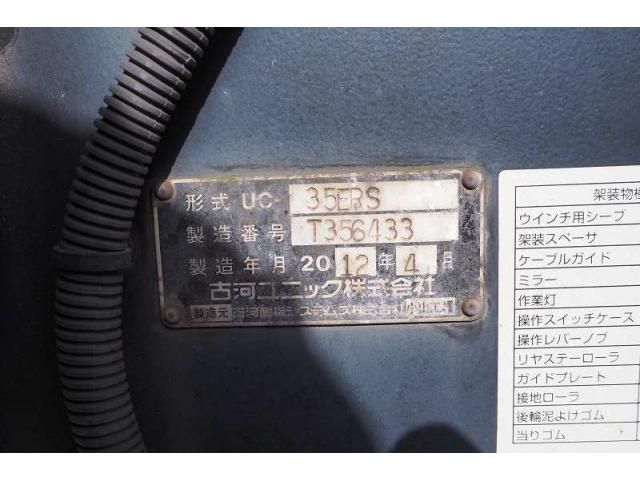 形式 UC- 35ERS
製造番号 T356433
製造年月 20 12 年 4 月
古河ユニック株式会社
製造元
架装物
ウインチ用シーブ
架装スペーサ
ケーブルガイド
ミラー
作業灯
操作スイッチケース
操作レバーノブ
リヤステーローラ
ガイドプレート
接地ローラ
後輪泥よけゴム
当りゴム